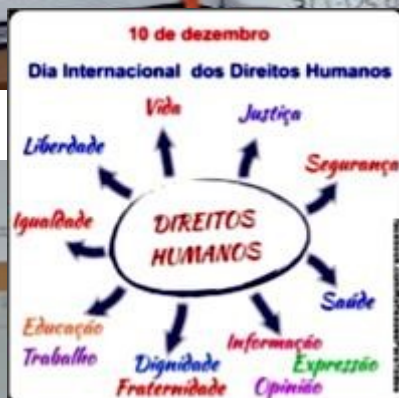 10 de dezembro
Dia Internacional dos Direitos Humanos
Vida
Justiça
Liberdade
Segurança
Igualdade
DIREITOS
HUMANOS
Saúde
Educação
Trabalho
Dignidade
Fraternidade
Informação
Expressão
Opinião